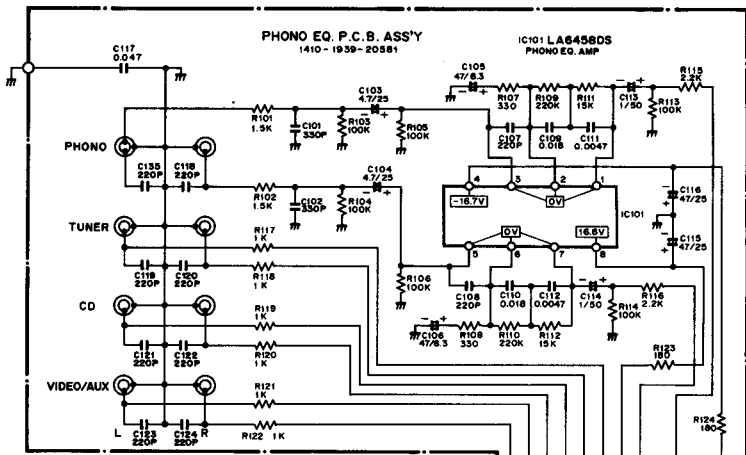 PHONO EQ. P.C.B. ASS'Y
1410-1939-20581
IC101 LA6458DS
PHONO EQ. AMP
C117
0.047
C105
47/6.3
R107
330
R109
220K
R111
15K
C113
1/50
R113
100K
R115
2.2K
C103
4.7/25
R101
1.5K
C101
330P
R103
100K
R105
100K
C107
220P
C109
0.018
C111
0.0047
PHONO
C135
220P
C118
220P
C104
4.7/25
R102
1.5K
C102
330P
R104
100K
4
3
2
1
-16.7V
0V
IC101
C116
47/25
0V
16.6V
C115
47/25
5
6
7
8
TUNER
R117
1K
C119
220P
C120
220P
R118
1K
R106
100K
C108
220P
C110
0.018
C112
0.0047
C114
1/50
R114
100K
R116
2.2K
C106
47/6.3
R108
330
R110
220K
R112
15K
CD
R119
1K
C121
220P
C122
220P
R120
1K
R123
180
VIDEO/AUX
R121
1K
L
C123
220P
C124
220P
R
R122 1K
R124
180